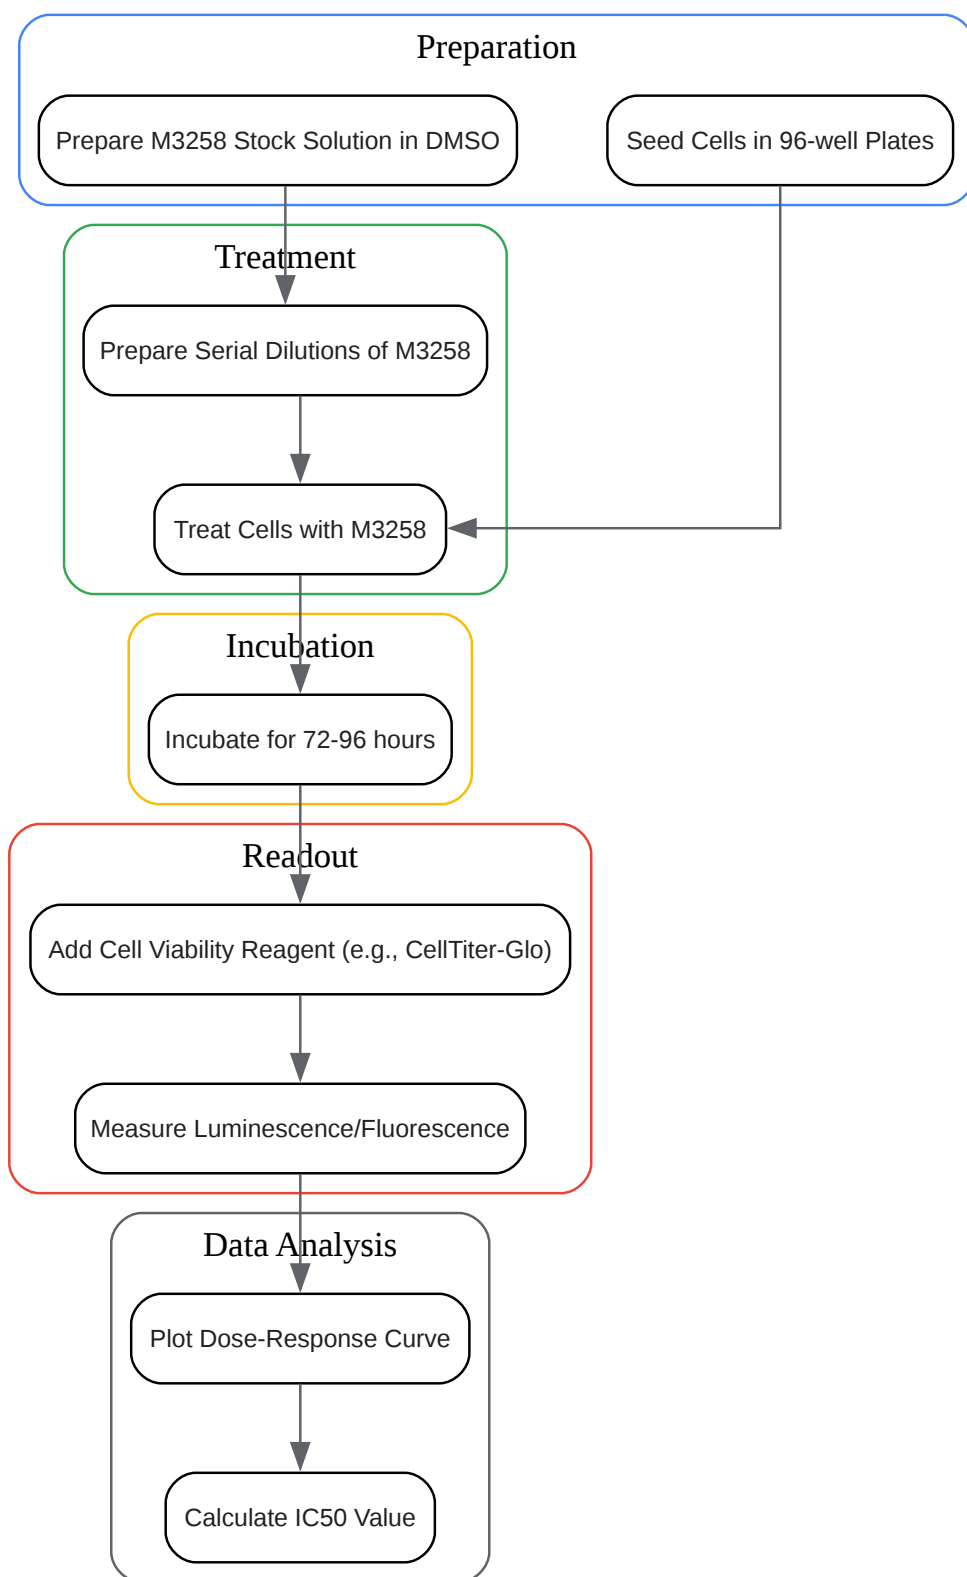 Preparation
Prepare M3258 Stock Solution in DMSO
Seed Cells in 96-well Plates
Treatment
Prepare Serial Dilutions of M3258
Treat Cells with M3258
Incubation
Incubate for 72-96 hours
Readout
Add Cell Viability Reagent (e.g., CellTiter-Glo)
Measure Luminescence/Fluorescence
Data Analysis
Plot Dose-Response Curve
Calculate IC50 Value